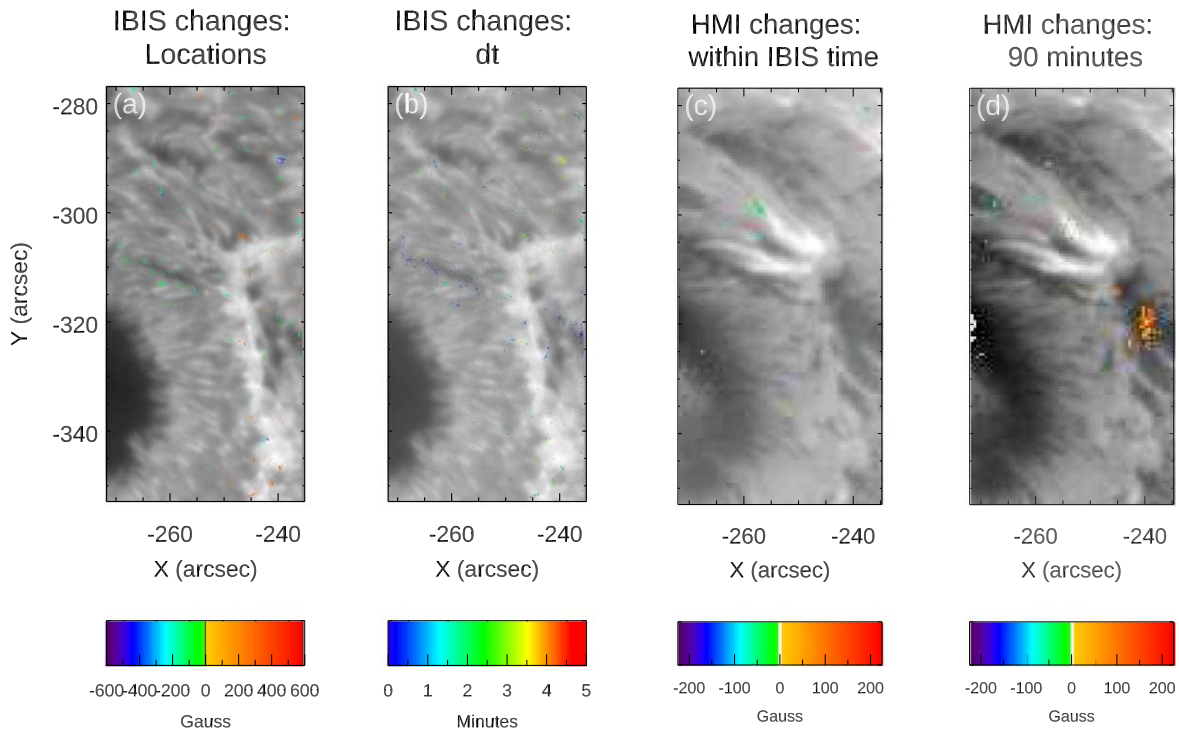 IBIS changes:
Locations
IBIS changes:
dt
HMI changes:
within IBIS time
HMI changes:
90 minutes
(a)
(b)
(c)
(d)
-280
-300
-320
-340
Y (arcsec)
-260 -240
-260 -240
-260 -240
-260 -240
X (arcsec)
X (arcsec)
X (arcsec)
X (arcsec)
-600-400-200 0 200 400 600
0 1 2 3 4 5
-200 -100 0 100 200
-200 -100 0 100 200
Gauss
Minutes
Gauss
Gauss